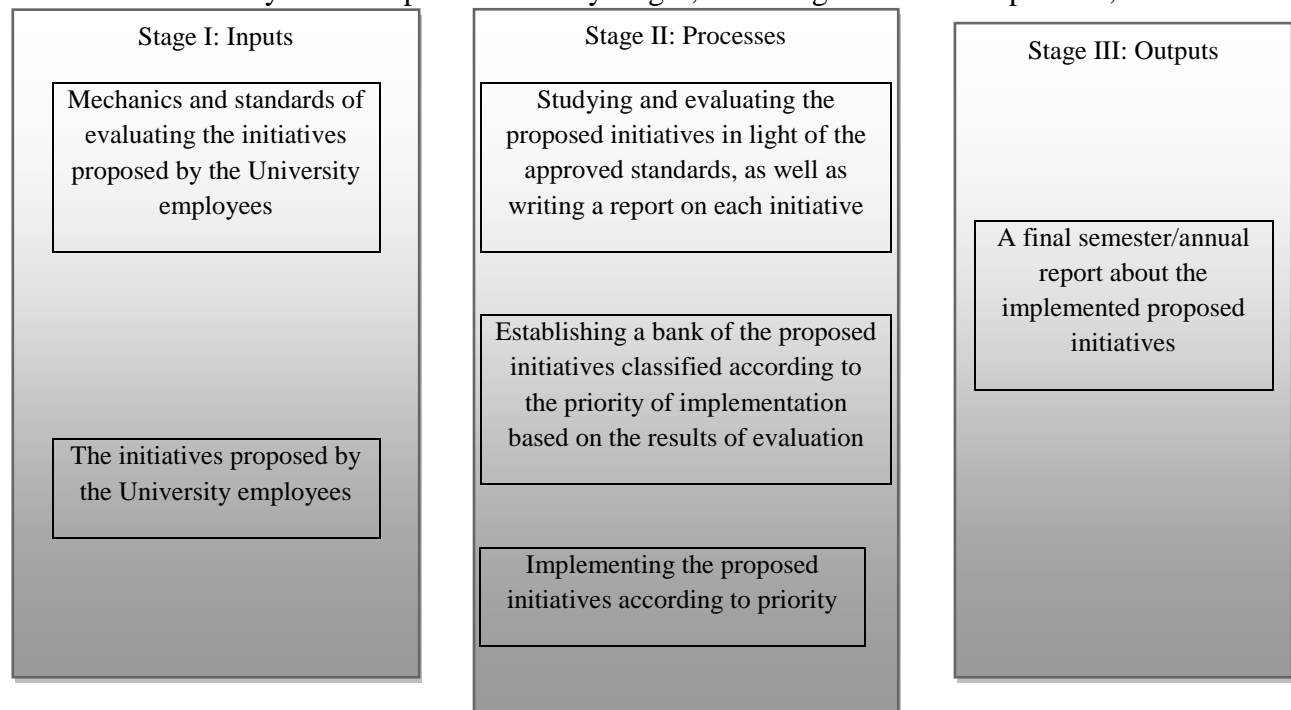 Stage I: Inputs
Mechanics and standards of
evaluating the initiatives
proposed by the University
employees
The initiatives proposed by
the University employees
Stage II: Processes
Studying and evaluating the
proposed initiatives in light of the
approved standards, as well as
writing a report on each initiative
Establishing a bank of the proposed
initiatives classified according to
the priority of implementation
based on the results of evaluation
Implementing the proposed
initiatives according to priority
Stage III: Outputs
A final semester/annual
report about the
implemented proposed
initiatives